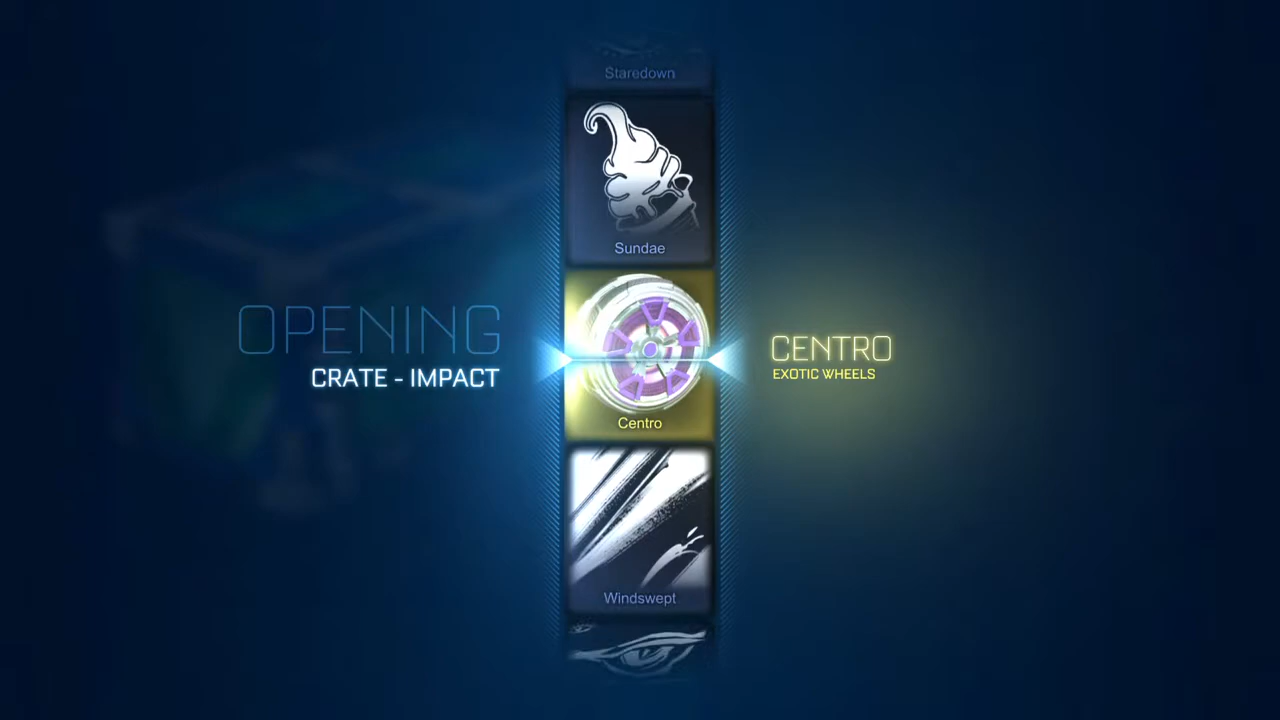 Staredown
Sundae
OPENING
CRATE - IMPACT
CENTRO
EXOTIC WHEELS
Centro
Windswept